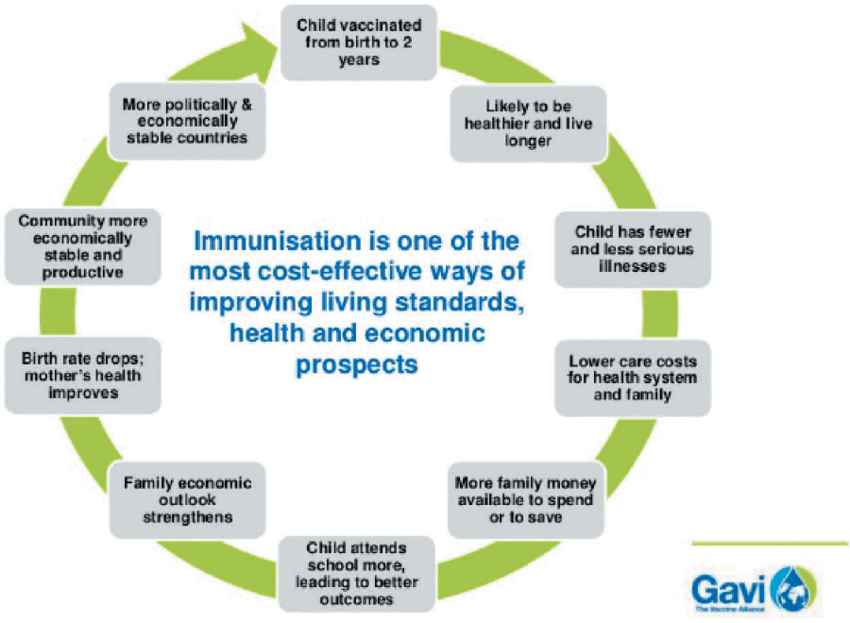 Child vaccinated
from birth to 2
years
Likely to be
healthier and live
longer
Child has fewer
and less serious
illnesses
Lower care costs
for health system
and family
More family money
available to spend
or to save
Child attends
school more,
leading to better
outcomes
Family economic
outlook
strengthens
Birth rate drops;
mother's health
improves
Community more
economically
stable and
productive
More politically &
economically
stable countries
Immunisation is one of the
most cost-effective ways of
improving living standards,
health and economic
prospects
Gavi
The Vaccine Alliance